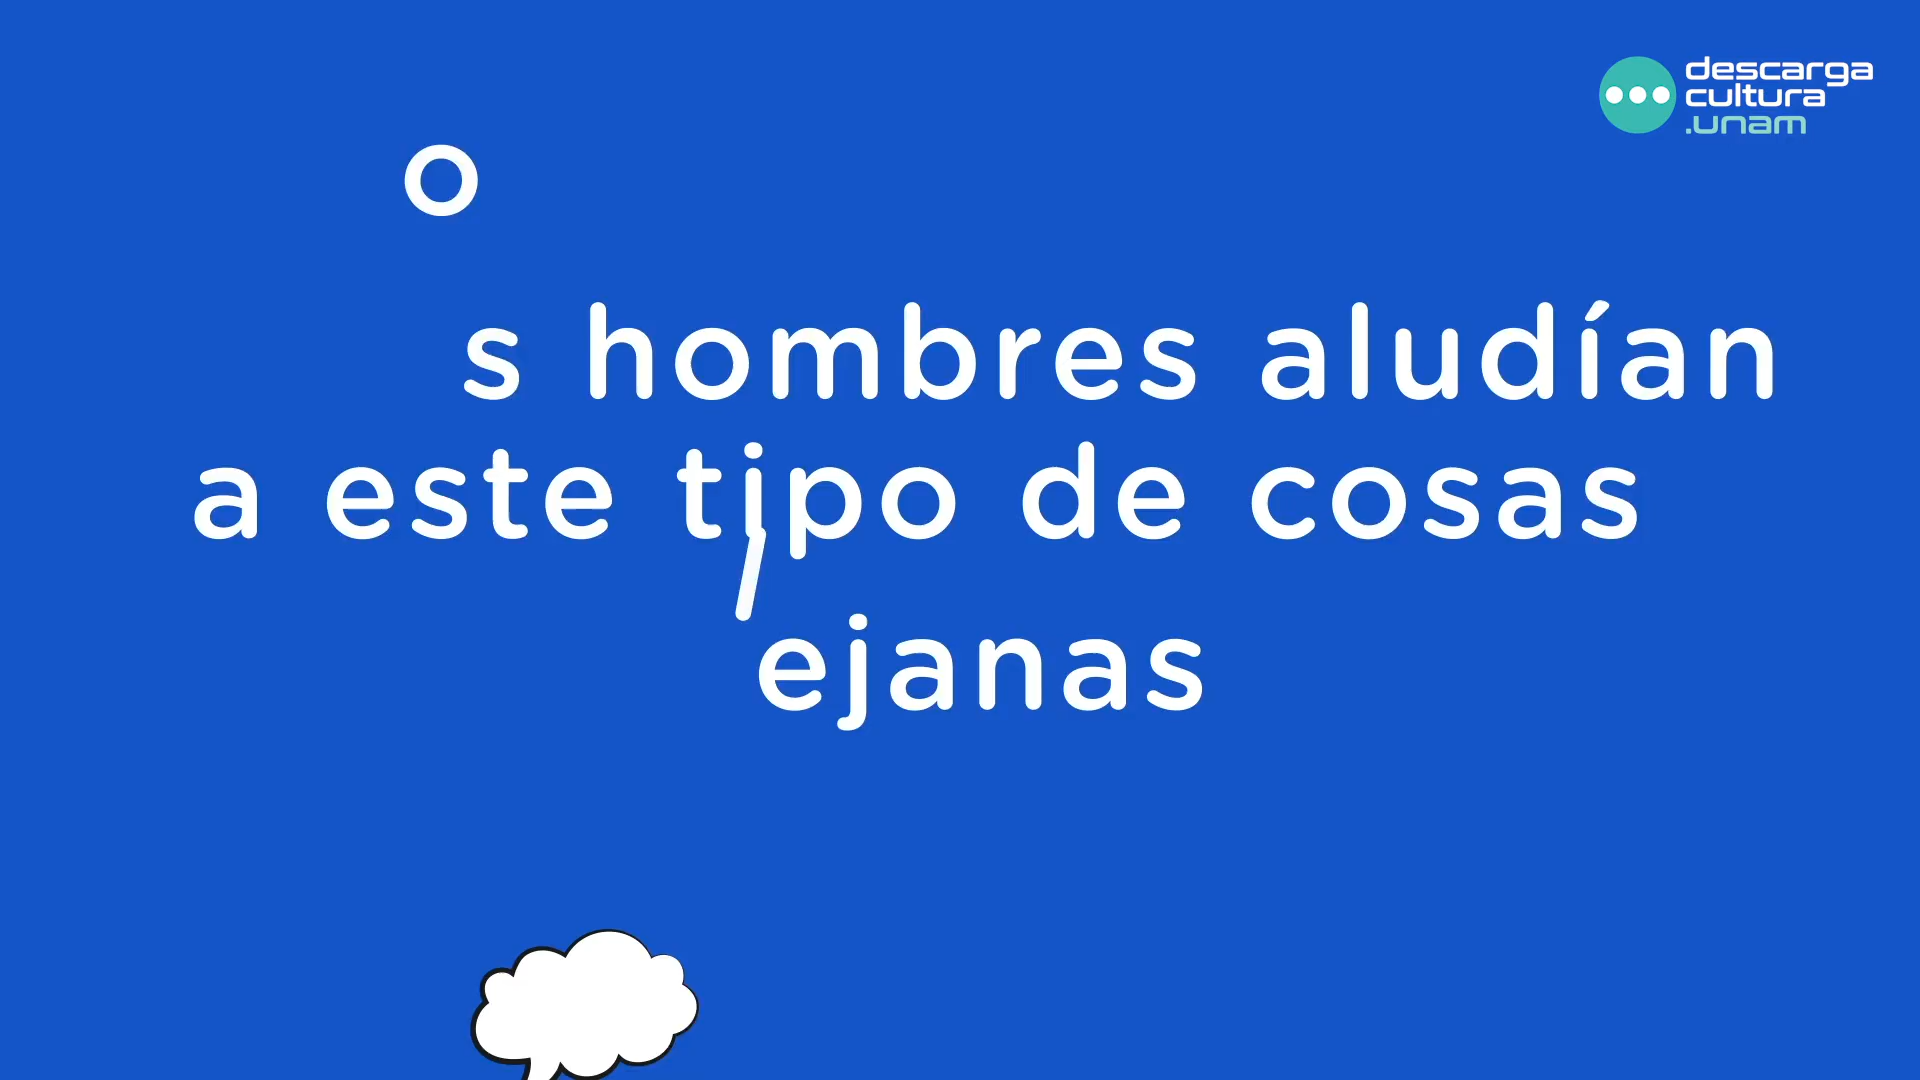 descarga
cultura
.unam
o
s hombres aludían
a este tipo de cosas
l
ejanas